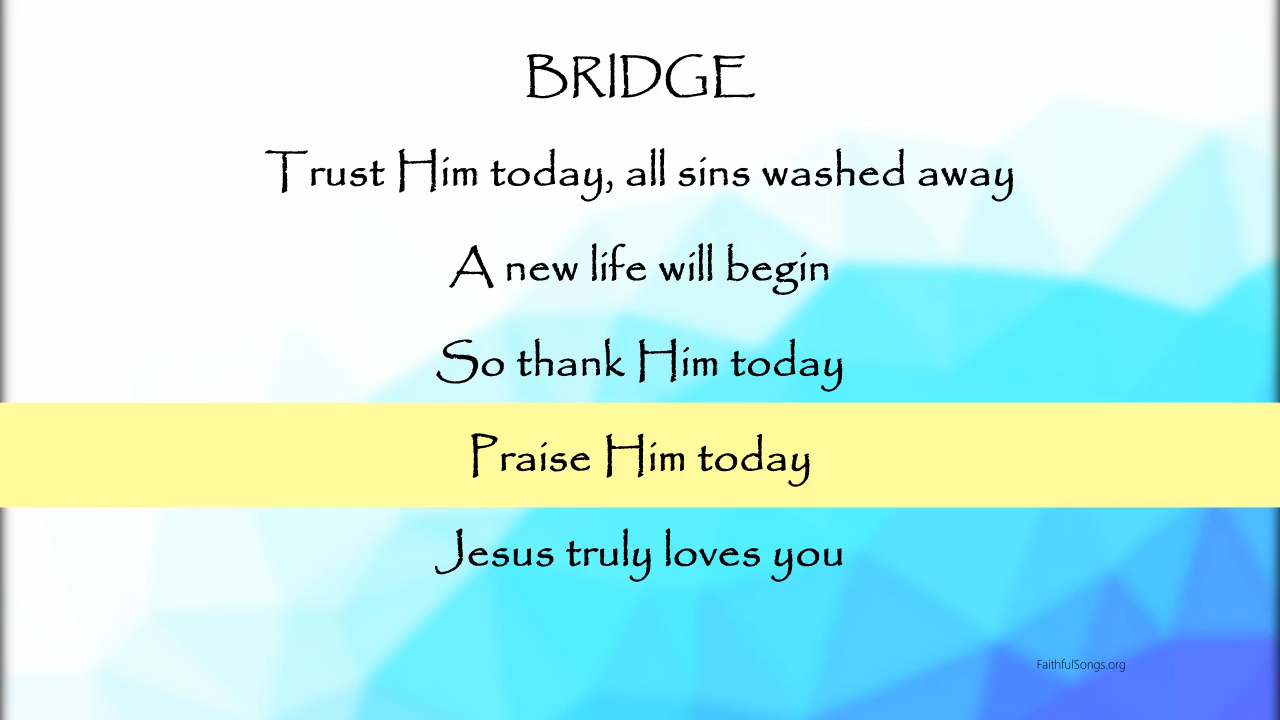 BRIDGE
Trust Him today, all sins washed away
A new life will begin
So thank Him today
Praise Him today
Jesus truly loves you
FaithfulSongs.org